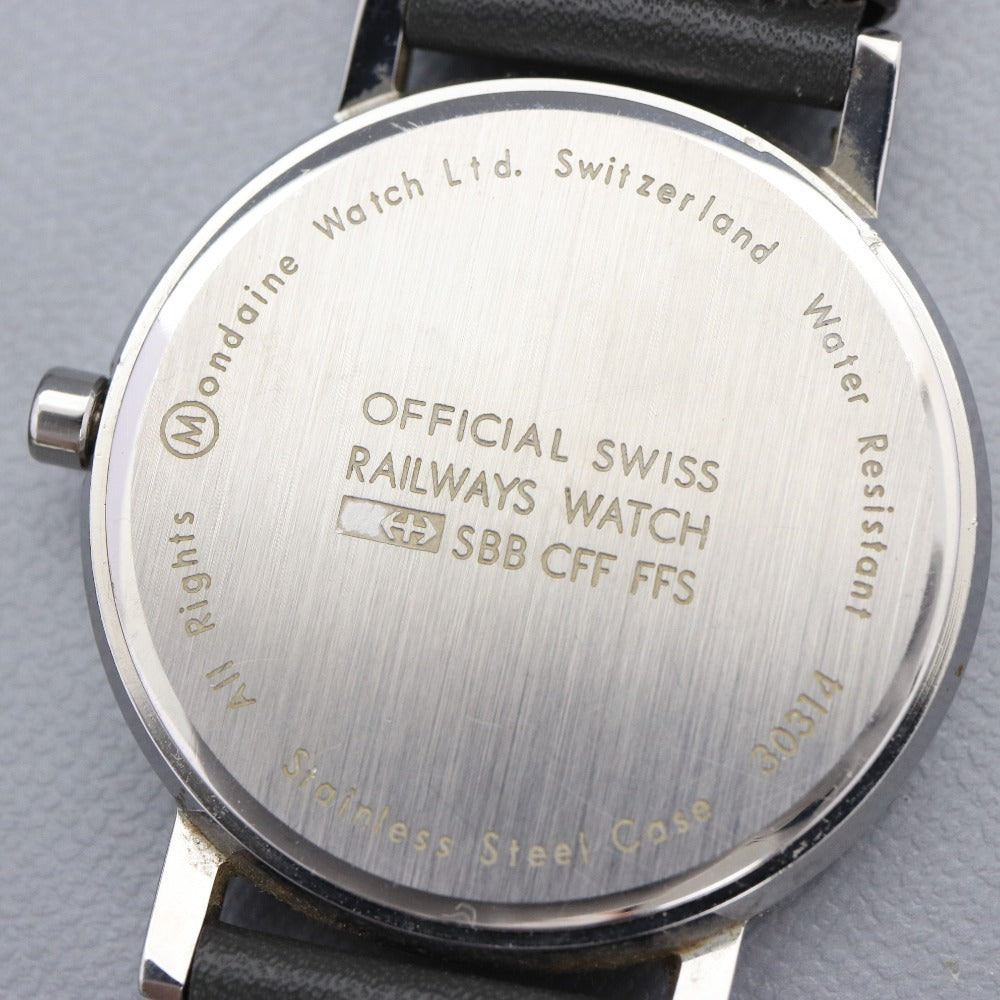 OFFICIAL SWISS
RAILWAYS WATCH
SBB CFF FFS
All Rights Ⓜondaine Watch Ltd. Switzerland Water Resistant 30314 Stainless Steel Case